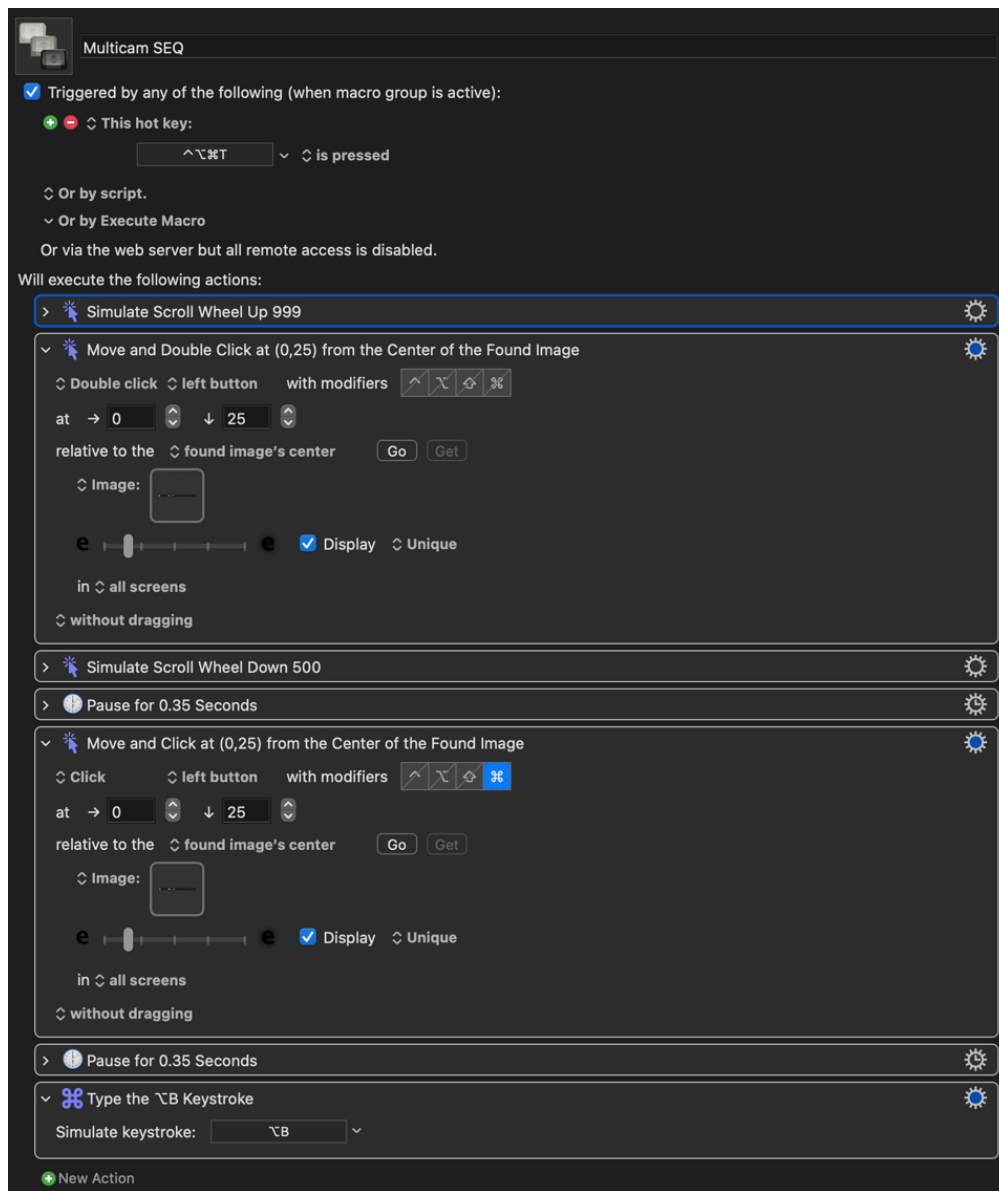 Multicam SEQ
Triggered by any of the following (when macro group is active):
This hot key:
^⌥⌘T is pressed
Or by script.
Or by Execute Macro
Or via the web server but all remote access is disabled.
Will execute the following actions:
Simulate Scroll Wheel Up 999
Move and Double Click at (0,25) from the Center of the Found Image
Double click left button with modifiers ^ ⌥ ⇧ ⌘
at → 0 ↓ 25
relative to the found image's center Go Get
Image:
e e Display Unique
in all screens
without dragging
Simulate Scroll Wheel Down 500
Pause for 0.35 Seconds
Move and Click at (0,25) from the Center of the Found Image
Click left button with modifiers ^ ⌥ ⇧ ⌘
at → 0 ↓ 25
relative to the found image's center Go Get
Image:
e e Display Unique
in all screens
without dragging
Pause for 0.35 Seconds
Type the ⌥B Keystroke
Simulate keystroke: ⌥B
New Action